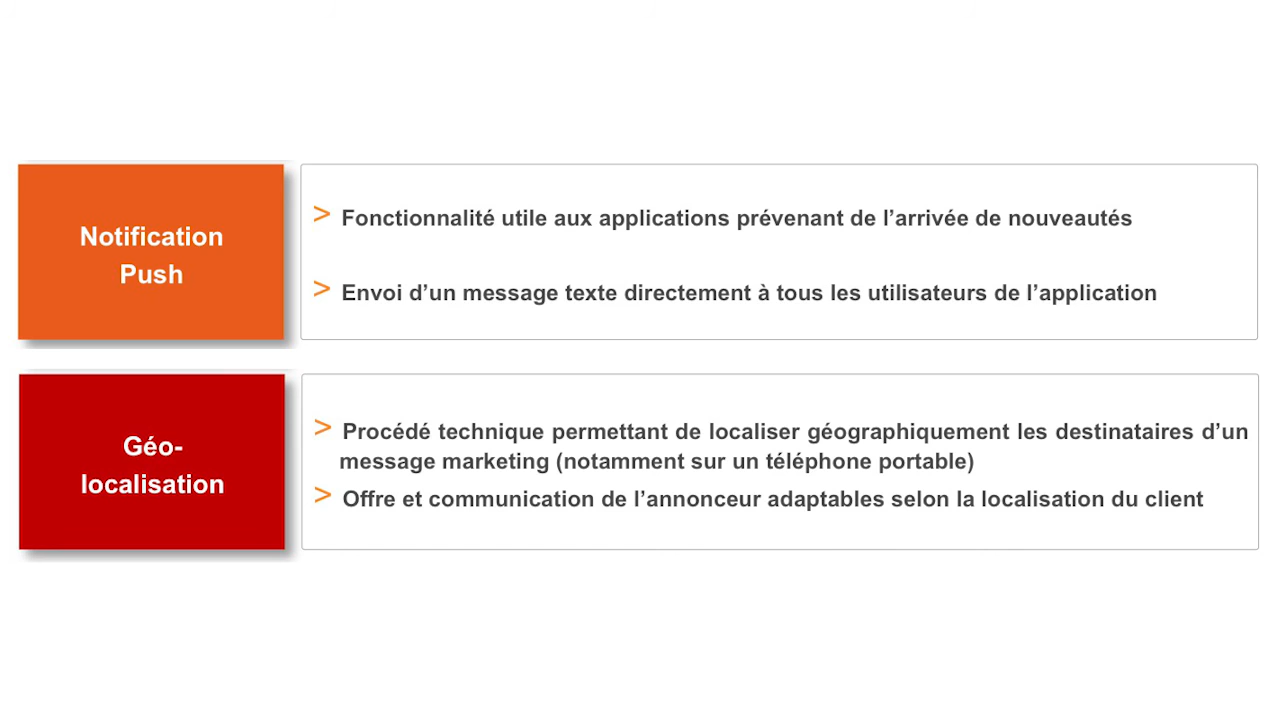 Notification
Push
> Fonctionnalité utile aux applications prévenant de l’arrivée de nouveautés
> Envoi d’un message texte directement à tous les utilisateurs de l’application
Géo-
localisation
> Procédé technique permettant de localiser géographiquement les destinataires d’un
message marketing (notamment sur un téléphone portable)
> Offre et communication de l’annonceur adaptables selon la localisation du client